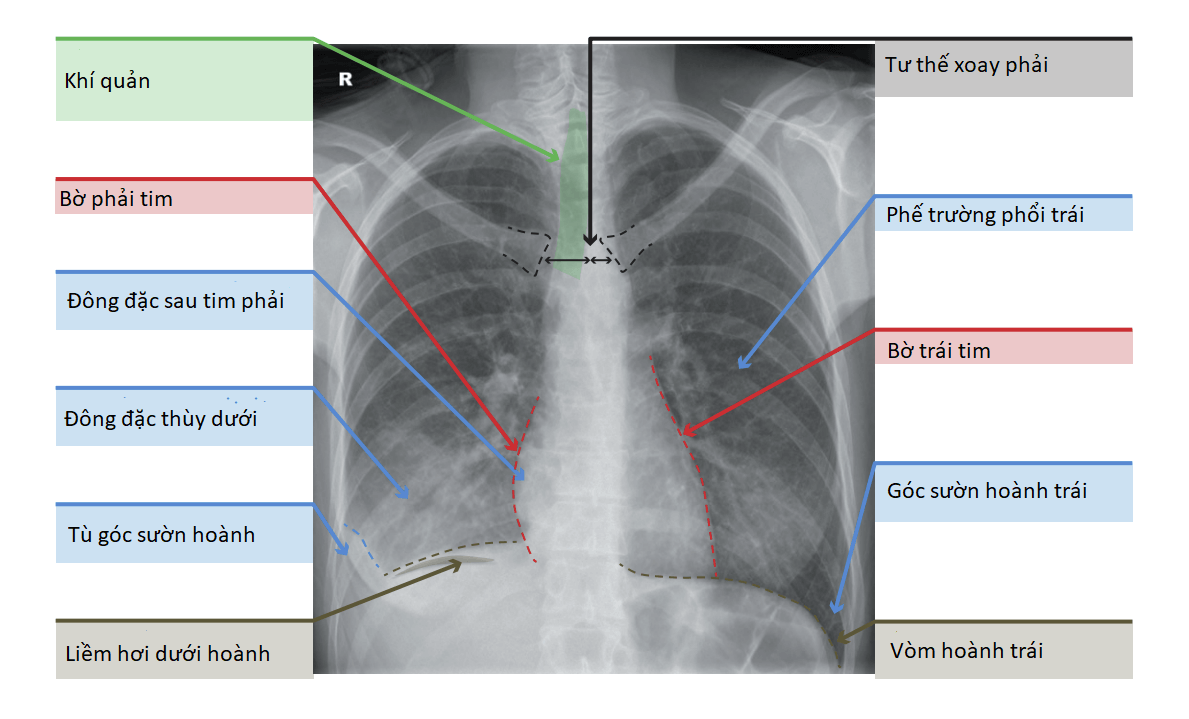 Khí quản
R
Tư thế xoay phải
Bờ phải tim
Phế trường phổi trái
Đông đặc sau tim phải
Bờ trái tim
Đông đặc thùy dưới
Góc sườn hoành trái
Tù góc sườn hoành
Liềm hơi dưới hoành
Vòm hoành trái